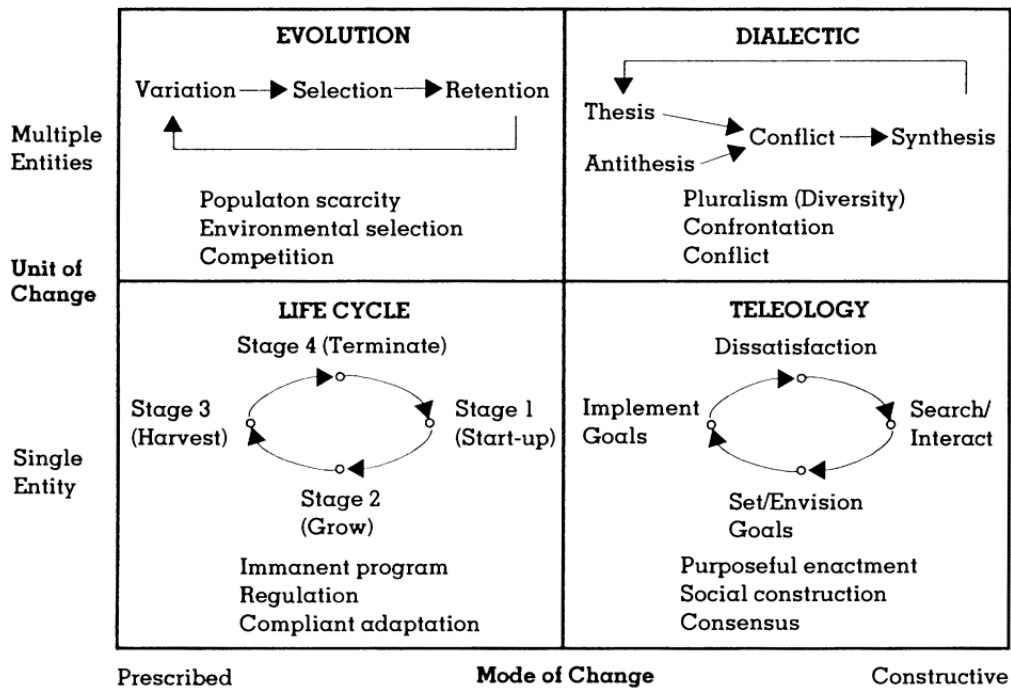 EVOLUTION
Variation Selection Retention
Populaton scarcity
Environmental selection
Competition
DIALECTIC
Thesis
Antithesis
Conflict Synthesis
Pluralism (Diversity)
Confrontation
Conflict
Multiple
Entities
Unit of
Change
Single
Entity
LIFE CYCLE
Stage 4 (Terminate)
Stage 3
(Harvest)
Stage 1
(Start-up)
Stage 2
(Grow)
Immanent program
Regulation
Compliant adaptation
TELEOLOGY
Dissatisfaction
Implement
Goals
Search/
Interact
Set/Envision
Goals
Purposeful enactment
Social construction
Consensus
Prescribed Mode of Change Constructive